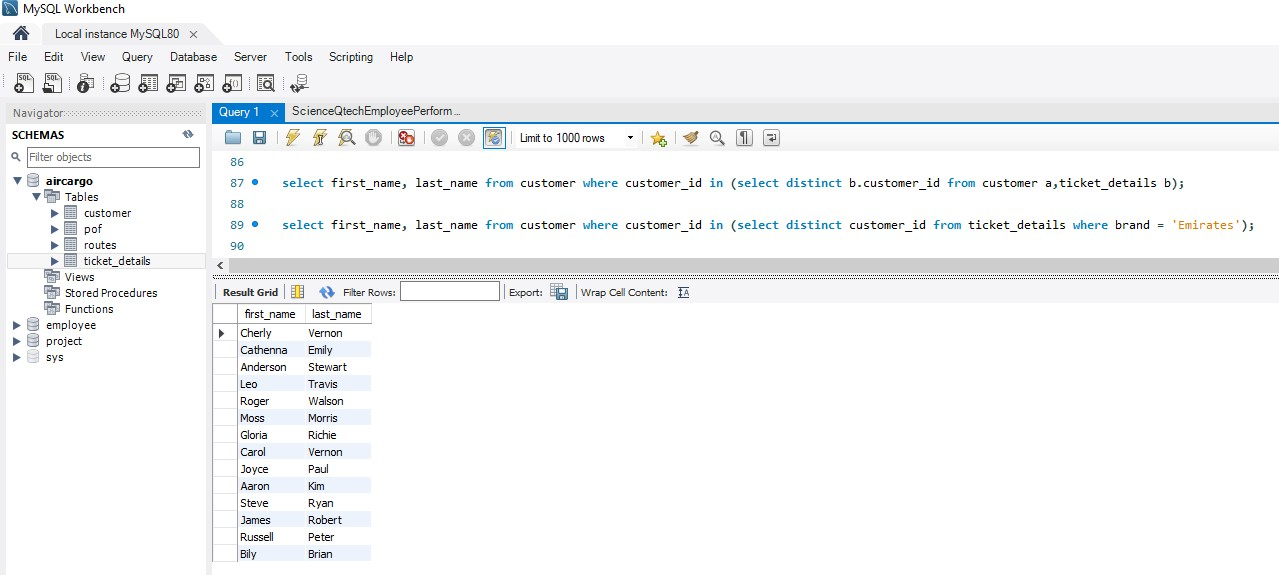 MySQL Workbench
Local instance MySQL80 ×
File Edit View Query Database Server Tools Scripting Help
Navigator
Query 1 × ScienceQtechEmployeePerform...
SCHEMAS
Limit to 1000 rows
Filter objects
aircargo
Tables
customer
pof
routes
ticket_details
Views
Stored Procedures
Functions
employee
project
sys
86
87 select first_name, last_name from customer where customer_id in (select distinct b.customer_id from customer a,ticket_details b);
88
89 select first_name, last_name from customer where customer_id in (select distinct customer_id from ticket_details where brand = 'Emirates');
90
Result Grid Filter Rows: Export: Wrap Cell Content:
first_name last_name
Cherly Vernon
Cathenna Emily
Anderson Stewart
Leo Travis
Roger Walson
Moss Morris
Gloria Richie
Carol Vernon
Joyce Paul
Aaron Kim
Steve Ryan
James Robert
Russell Peter
Bily Brian